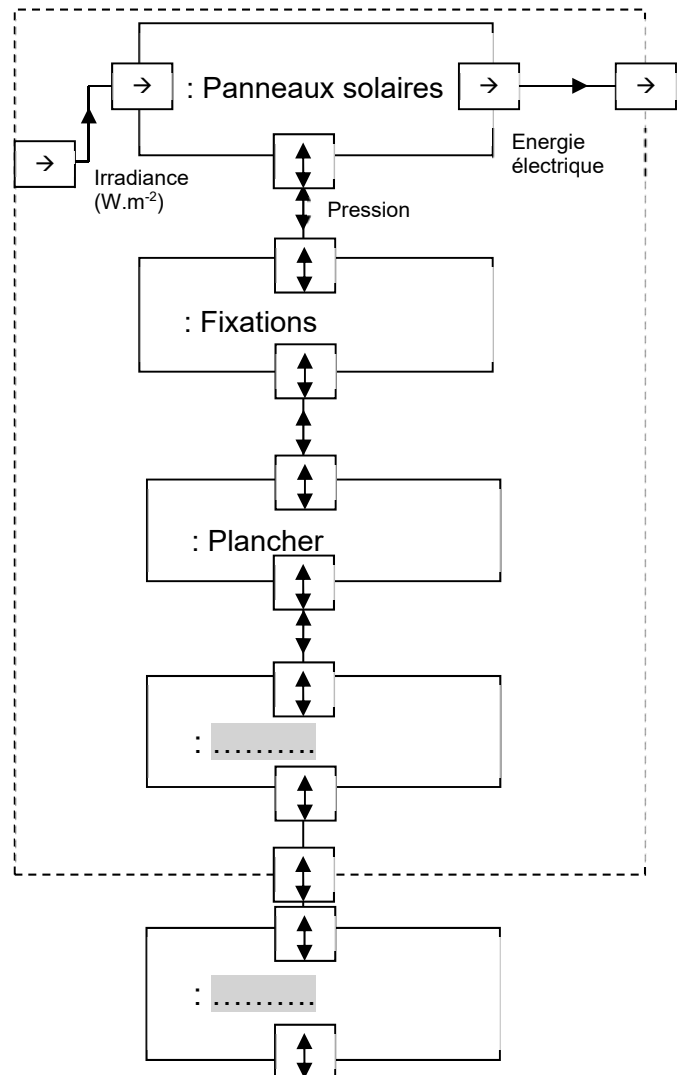 : Panneaux solaires
Energie
électrique
Irradiance
(W.m-2)
Pression
: Fixations
: Plancher
: ..........
: ..........